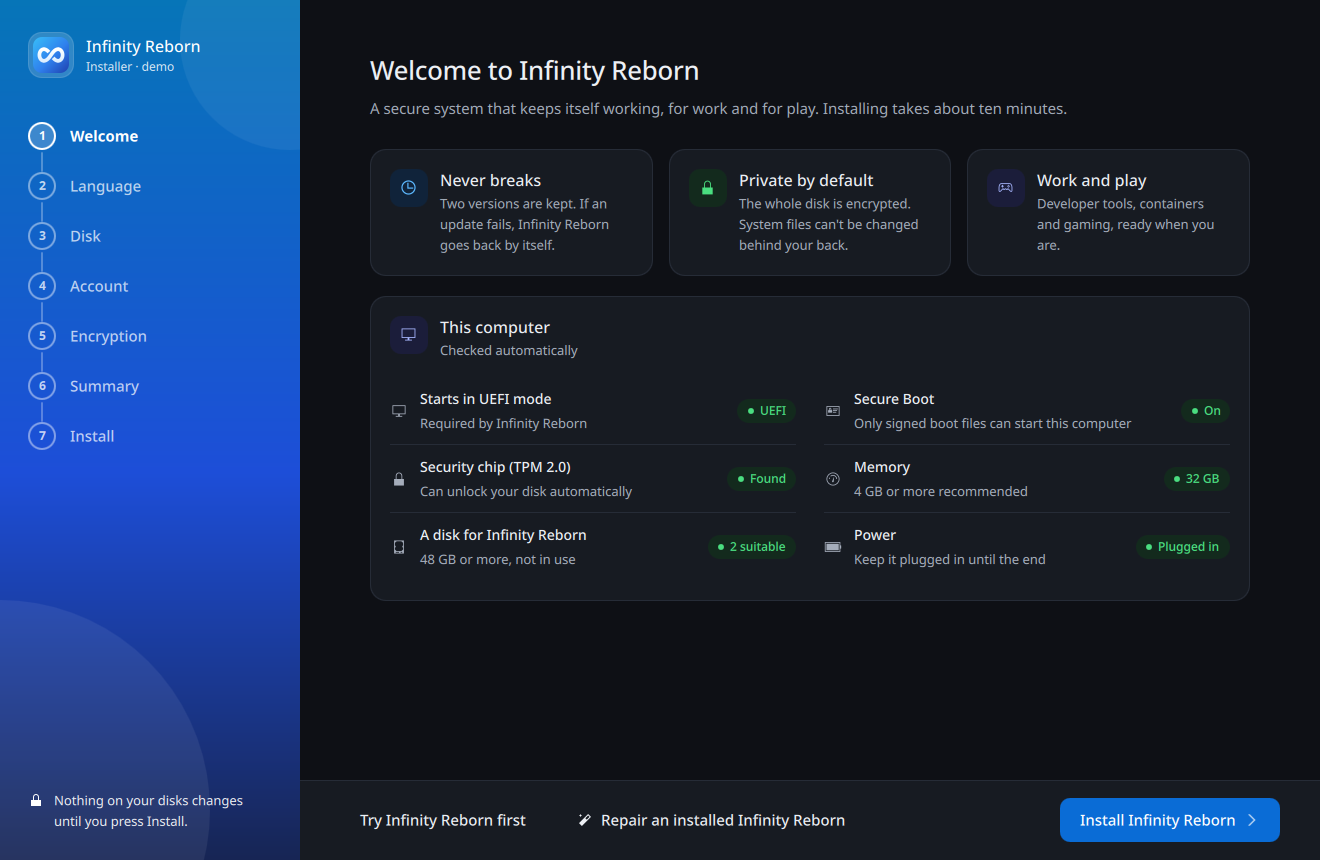 Infinity Reborn
Installer · demo
1 Welcome
2 Language
3 Disk
4 Account
5 Encryption
6 Summary
7 Install
Nothing on your disks changes
until you press Install.
Welcome to Infinity Reborn
A secure system that keeps itself working, for work and for play. Installing takes about ten minutes.
Never breaks
Two versions are kept. If an
update fails, Infinity Reborn
goes back by itself.
Private by default
The whole disk is encrypted.
System files can't be changed
behind your back.
Work and play
Developer tools, containers
and gaming, ready when you
are.
This computer
Checked automatically
Starts in UEFI mode
Required by Infinity Reborn
UEFI
Secure Boot
Only signed boot files can start this computer
On
Security chip (TPM 2.0)
Can unlock your disk automatically
Found
Memory
4 GB or more recommended
32 GB
A disk for Infinity Reborn
48 GB or more, not in use
2 suitable
Power
Keep it plugged in until the end
Plugged in
Try Infinity Reborn first
Repair an installed Infinity Reborn
Install Infinity Reborn